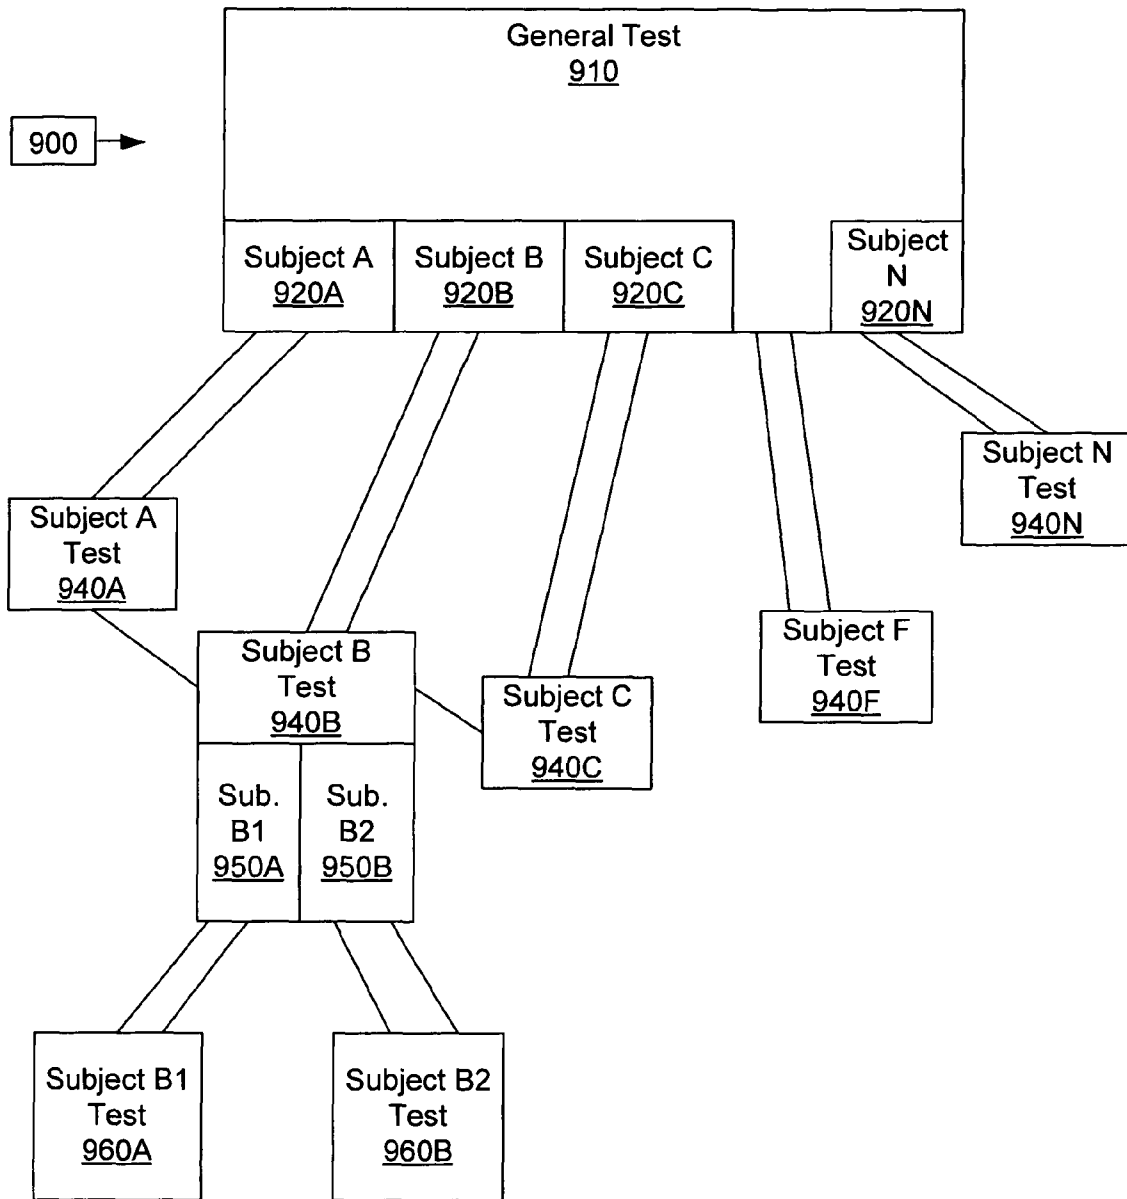 General Test
910
900
Subject A
920A
Subject B
920B
Subject C
920C
Subject
N
920N
Subject N
Test
940N
Subject A
Test
940A
Subject F
Test
940F
Subject B
Test
940B
Subject C
Test
940C
Sub.
B1
950A
Sub.
B2
950B
Subject B1
Test
960A
Subject B2
Test
960B